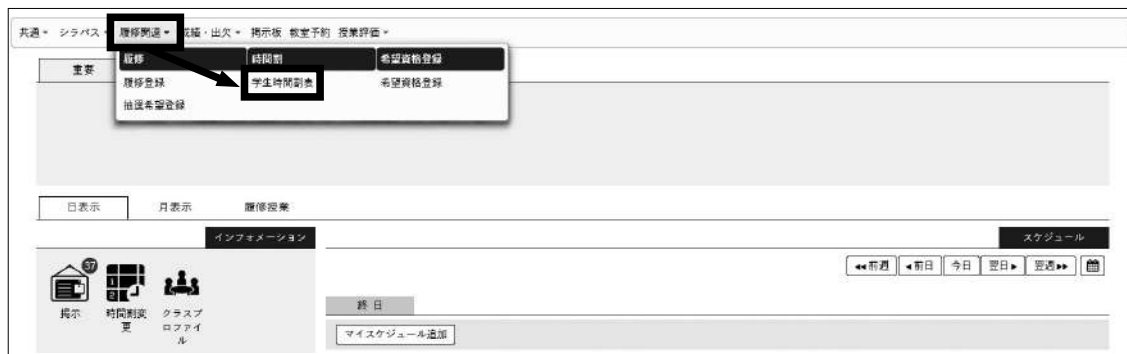 共通 シラバス 履修関連 成績・出欠 掲示板 教室予約 授業評価
重要
履修 時間割 希望資格登録
履修登録 学生時間割表 希望資格登録
抽選希望登録
日表示 月表示 履修授業
インフォメーション スケジュール
前週 前日 今日 翌日 翌週
37
1
2
掲示 時間割変更 クラスプロファイル
終日
マイスケジュール追加